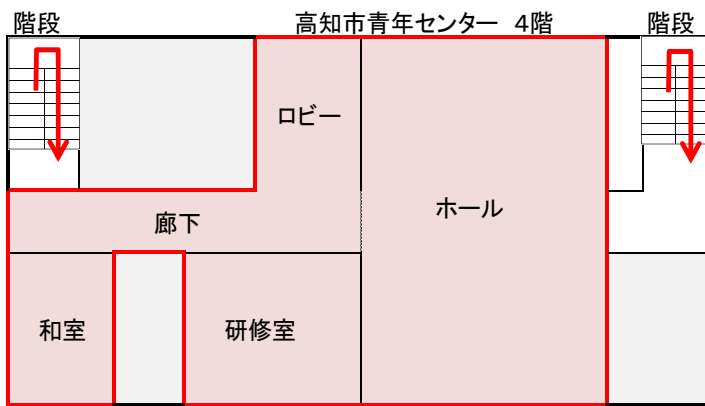 階段
高知市青年センター 4階
階段
ロビー
ホール
廊下
和室
研修室